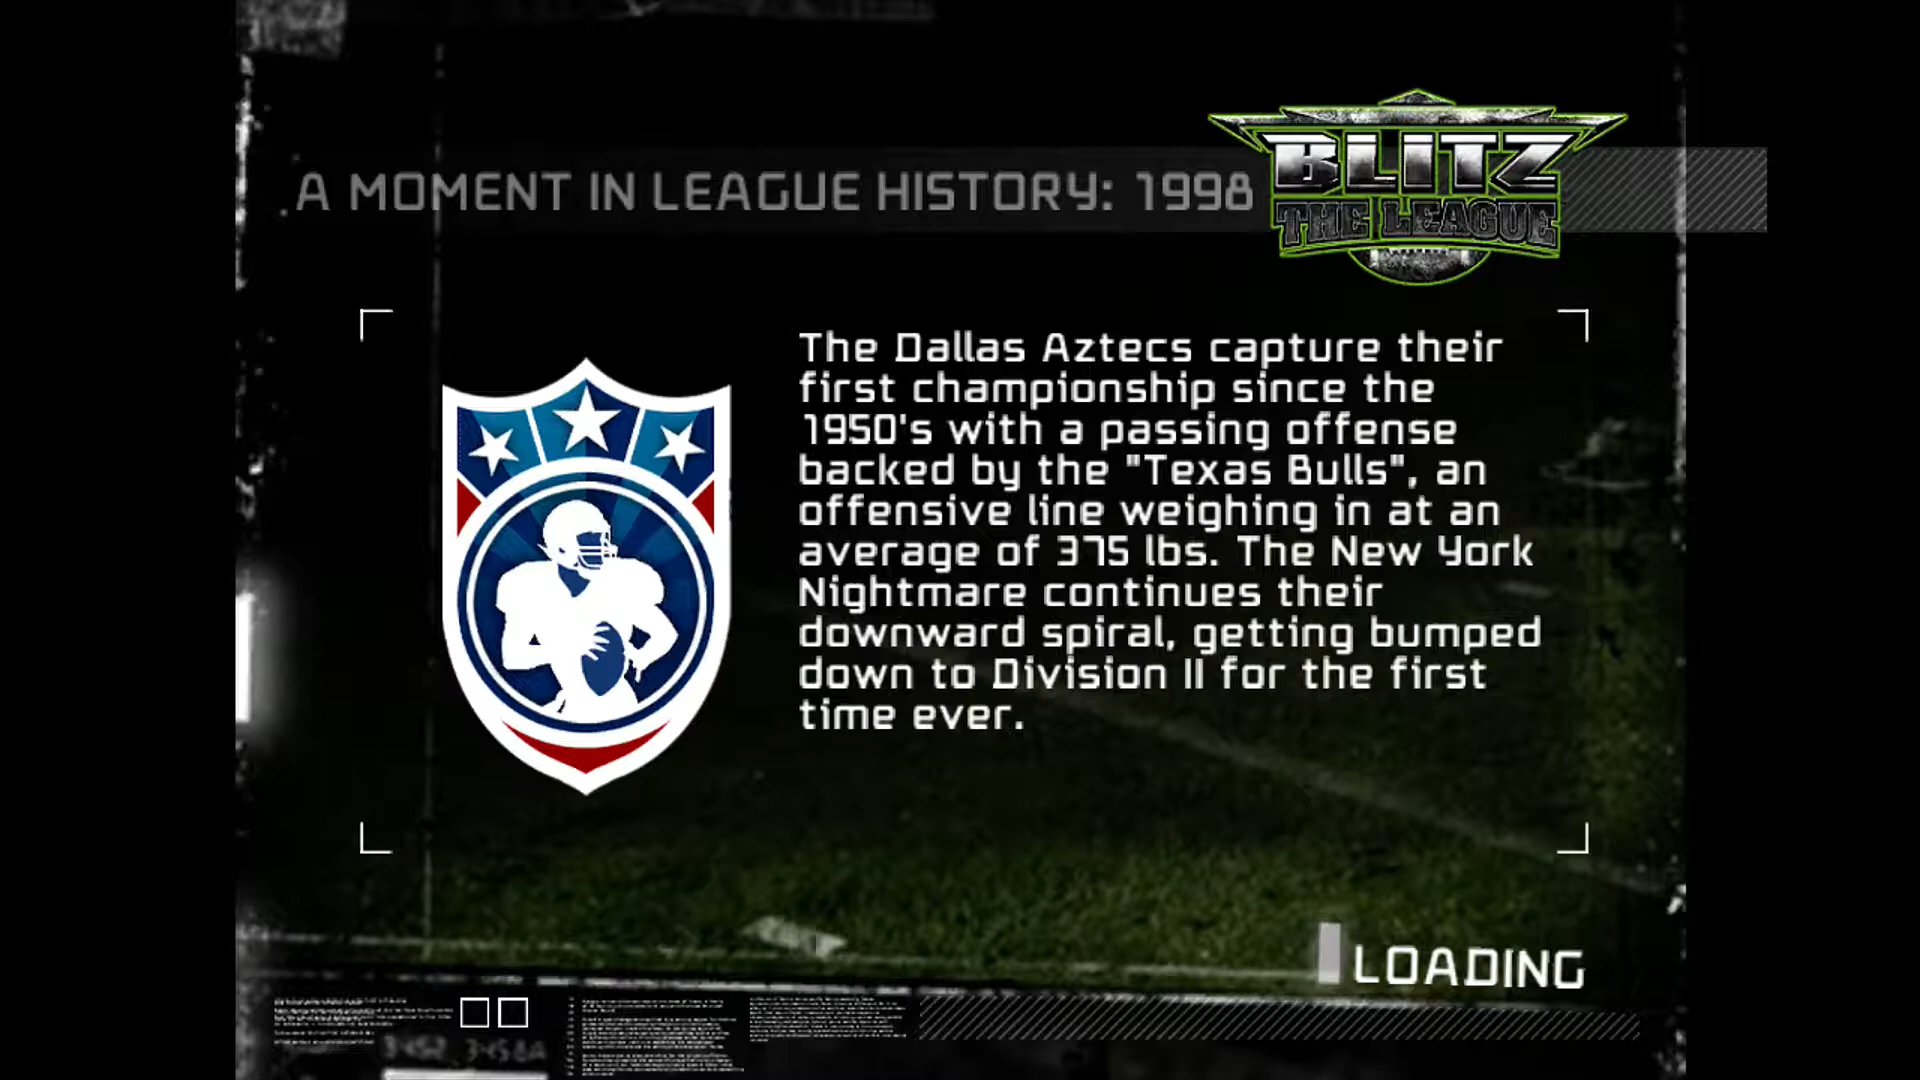 A MOMENT IN LEAGUE HISTORY: 1998
BLITZ
THE LEAGUE
The Dallas Aztecs capture their
first championship since the
1950's with a passing offense
backed by the "Texas Bulls", an
offensive line weighing in at an
average of 375 lbs. The New York
Nightmare continues their
downward spiral, getting bumped
down to Division II for the first
time ever.
LOADING